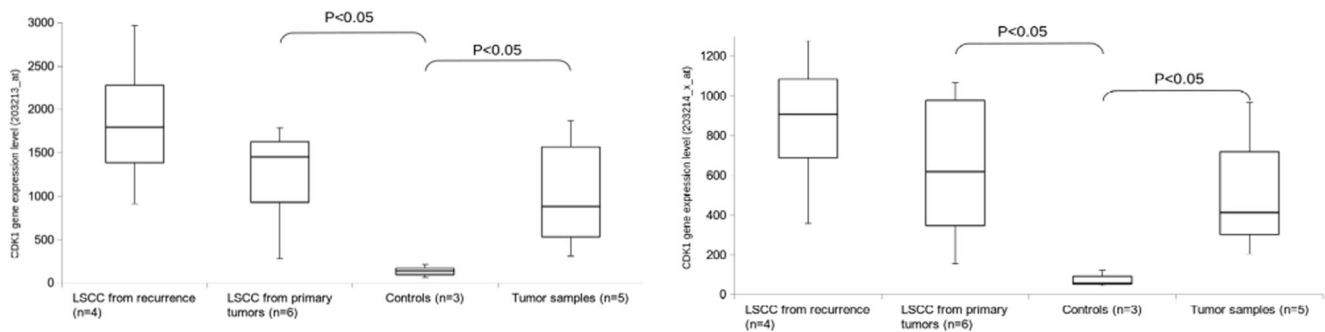 CDK1 gene expression level (203213_at)
3000
2500
2000
1500
1000
500
0
P<0.05
P<0.05
LSCC from recurrence
(n=4)
LSCC from primary
tumors (n=6)
Controls (n=3)
Tumor samples (n=5)
CDK1 gene expression level (203214_x_at)
1200
1000
800
600
400
200
0
P<0.05
P<0.05
LSCC from recurrence
(n=4)
LSCC from primary
tumors (n=6)
Controls (n=3)
Tumor samples (n=5)